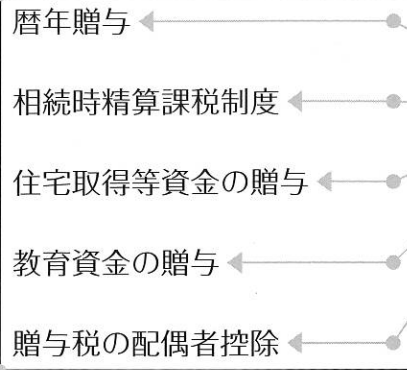 暦年贈与
相続時精算課税制度
住宅取得等資金の贈与
教育資金の贈与
贈与税の配偶者控除